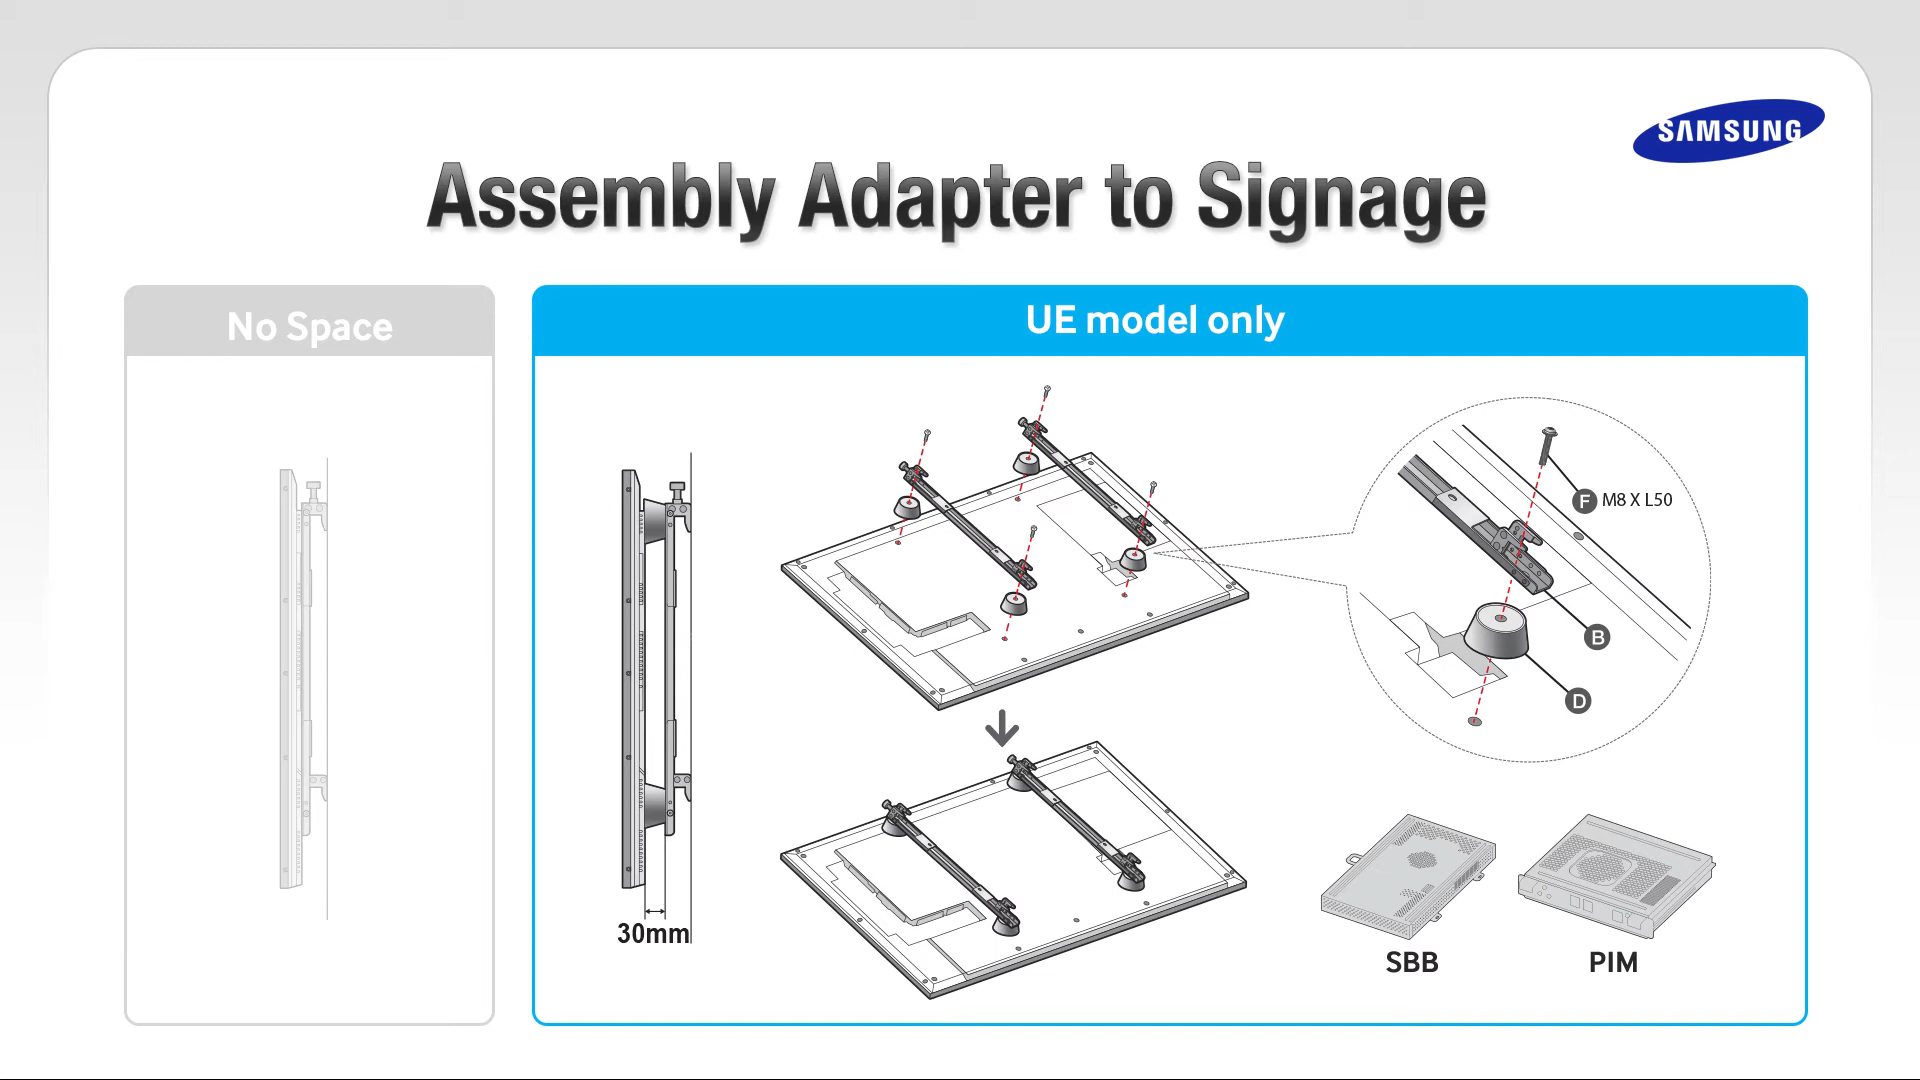 SAMSUNG
Assembly Adapter to Signage
No Space
UE model only
F M8 X L50
B
D
30mm
SBB
PIM